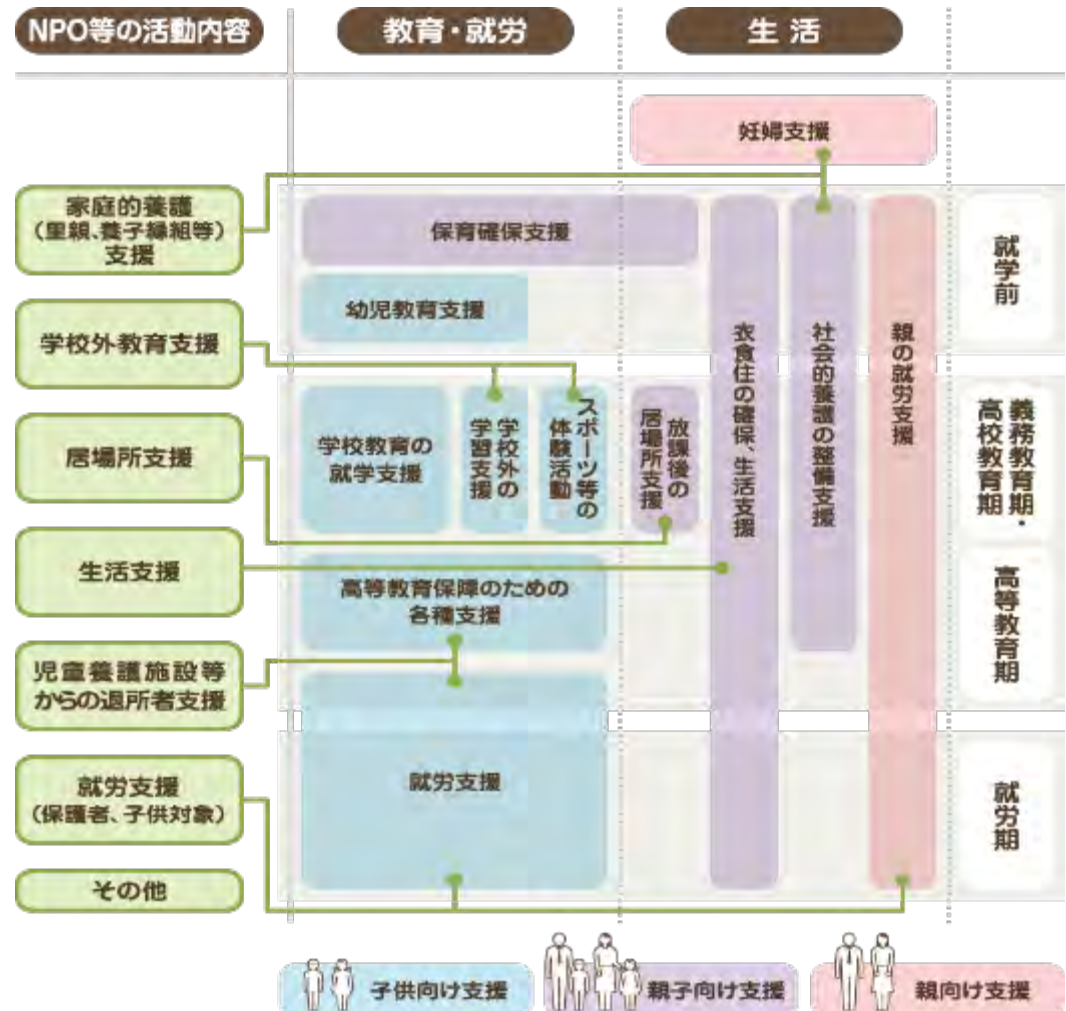 NPO等の活動内容
教育・就労
生活
妊婦支援
家庭的養護
(里親、養子縁組等)
支援
保育確保支援
幼児教育支援
学校外教育支援
居場所支援
生活支援
児童養護施設等
からの退所者支援
就労支援
(保護者、子供対象)
その他
学校教育の
就学支援
学校外の
学習支援
スポーツ等の
体験活動
放課後の
居場所支援
衣食住の確保、生活支援
社会的養護の整備支援
親の就労支援
高等教育保障のための
各種支援
就労支援
就学前
義務教育期・
高校教育期
高等教育期
就労期
子供向け支援
親子向け支援
親向け支援